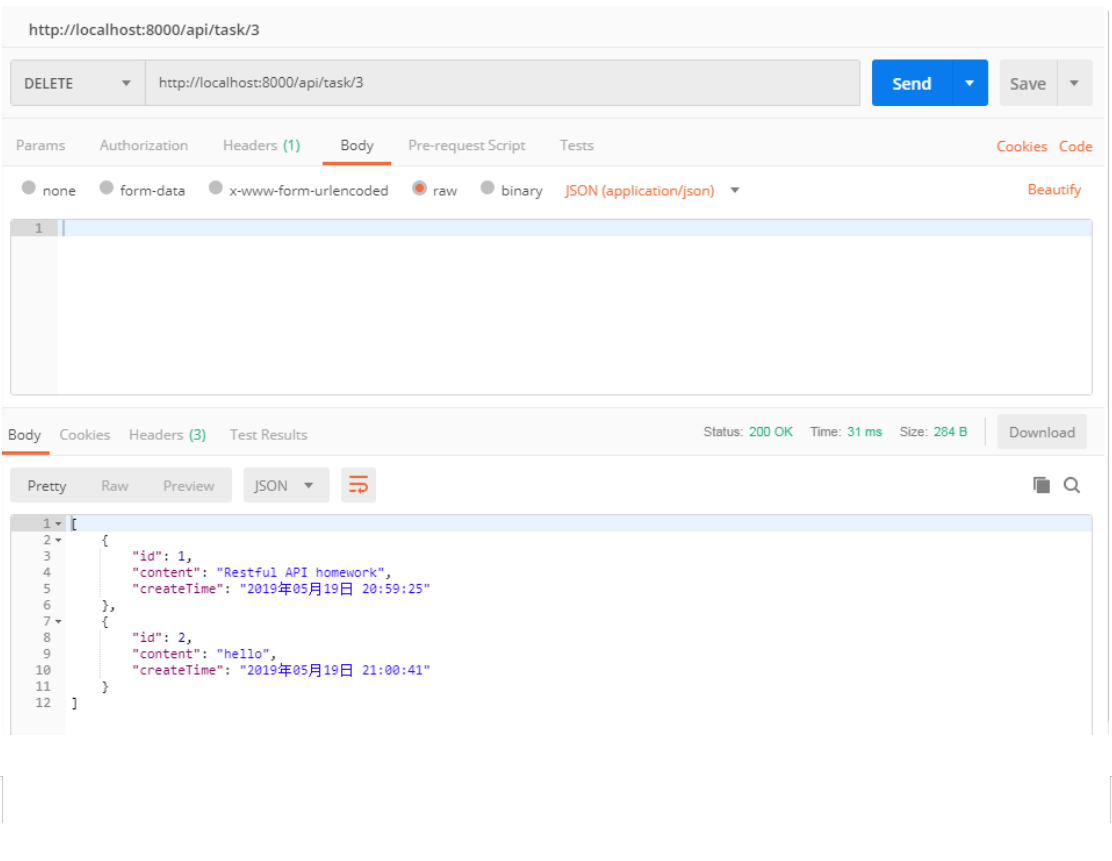 http://localhost:8000/api/task/3
DELETE http://localhost:8000/api/task/3 Send Save
Params Authorization Headers (1) Body Pre-request Script Tests Cookies Code
none form-data x-www-form-urlencoded raw binary JSON (application/json) Beautify
1
Body Cookies Headers (3) Test Results Status: 200 OK Time: 31 ms Size: 284 B Download
Pretty Raw Preview JSON
1 [
2 {
3 "id": 1,
4 "content": "Restful API homework",
5 "createTime": "2019年05月19日 20:59:25"
6 },
7 {
8 "id": 2,
9 "content": "hello",
10 "createTime": "2019年05月19日 21:00:41"
11 }
12 ]